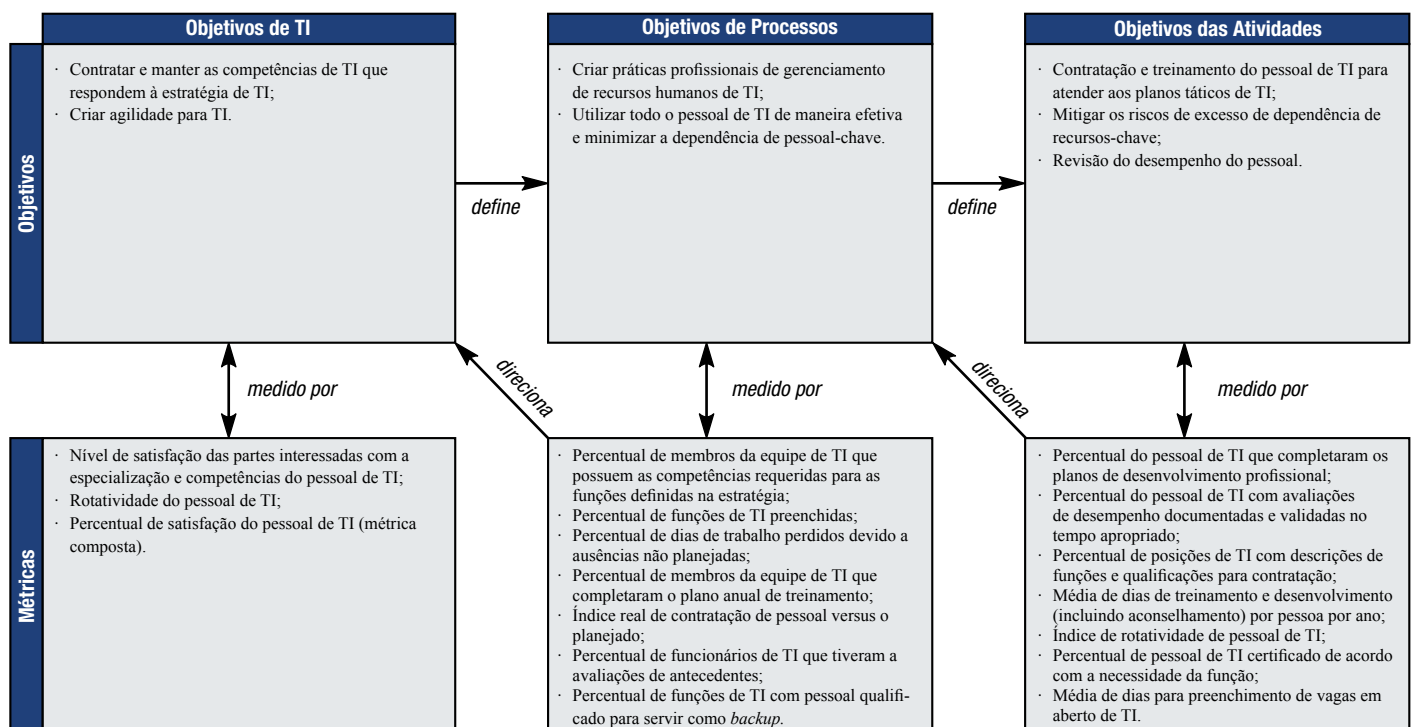 Objetivos de TI
Objetivos de Processos
Objetivos das Atividades
Objetivos
· Contratar e manter as competências de TI que
respondem à estratégia de TI;
· Criar agilidade para TI.
· Criar práticas profissionais de gerenciamento
de recursos humanos de TI;
· Utilizar todo o pessoal de TI de maneira efetiva
e minimizar a dependência de pessoal-chave.
· Contratação e treinamento do pessoal de TI para
atender aos planos táticos de TI;
· Mitigar os riscos de excesso de dependência de
recursos-chave;
· Revisão do desempenho do pessoal.
define
define
medido por
direciona
medido por
direciona
medido por
Métricas
· Nível de satisfação das partes interessadas com a
especialização e competências do pessoal de TI;
· Rotatividade do pessoal de TI;
· Percentual de satisfação do pessoal de TI (métrica
composta).
· Percentual de membros da equipe de TI que
possuem as competências requeridas para as
funções definidas na estratégia;
· Percentual de funções de TI preenchidas;
· Percentual de dias de trabalho perdidos devido a
ausências não planejadas;
· Percentual de membros da equipe de TI que
completaram o plano anual de treinamento;
· Índice real de contratação de pessoal versus o
planejado;
· Percentual de funcionários de TI que tiveram a
avaliações de antecedentes;
· Percentual de funções de TI com pessoal qualifi-
cado para servir como backup.
· Percentual do pessoal de TI que completaram os
planos de desenvolvimento profissional;
· Percentual do pessoal de TI com avaliações
de desempenho documentadas e validadas no
tempo apropriado;
· Percentual de posições de TI com descrições de
funções e qualificações para contratação;
· Média de dias de treinamento e desenvolvimento
(incluindo aconselhamento) por pessoa por ano;
· Índice de rotatividade de pessoal de TI;
· Percentual de pessoal de TI certificado de acordo
com a necessidade da função;
· Média de dias para preenchimento de vagas em
aberto de TI.